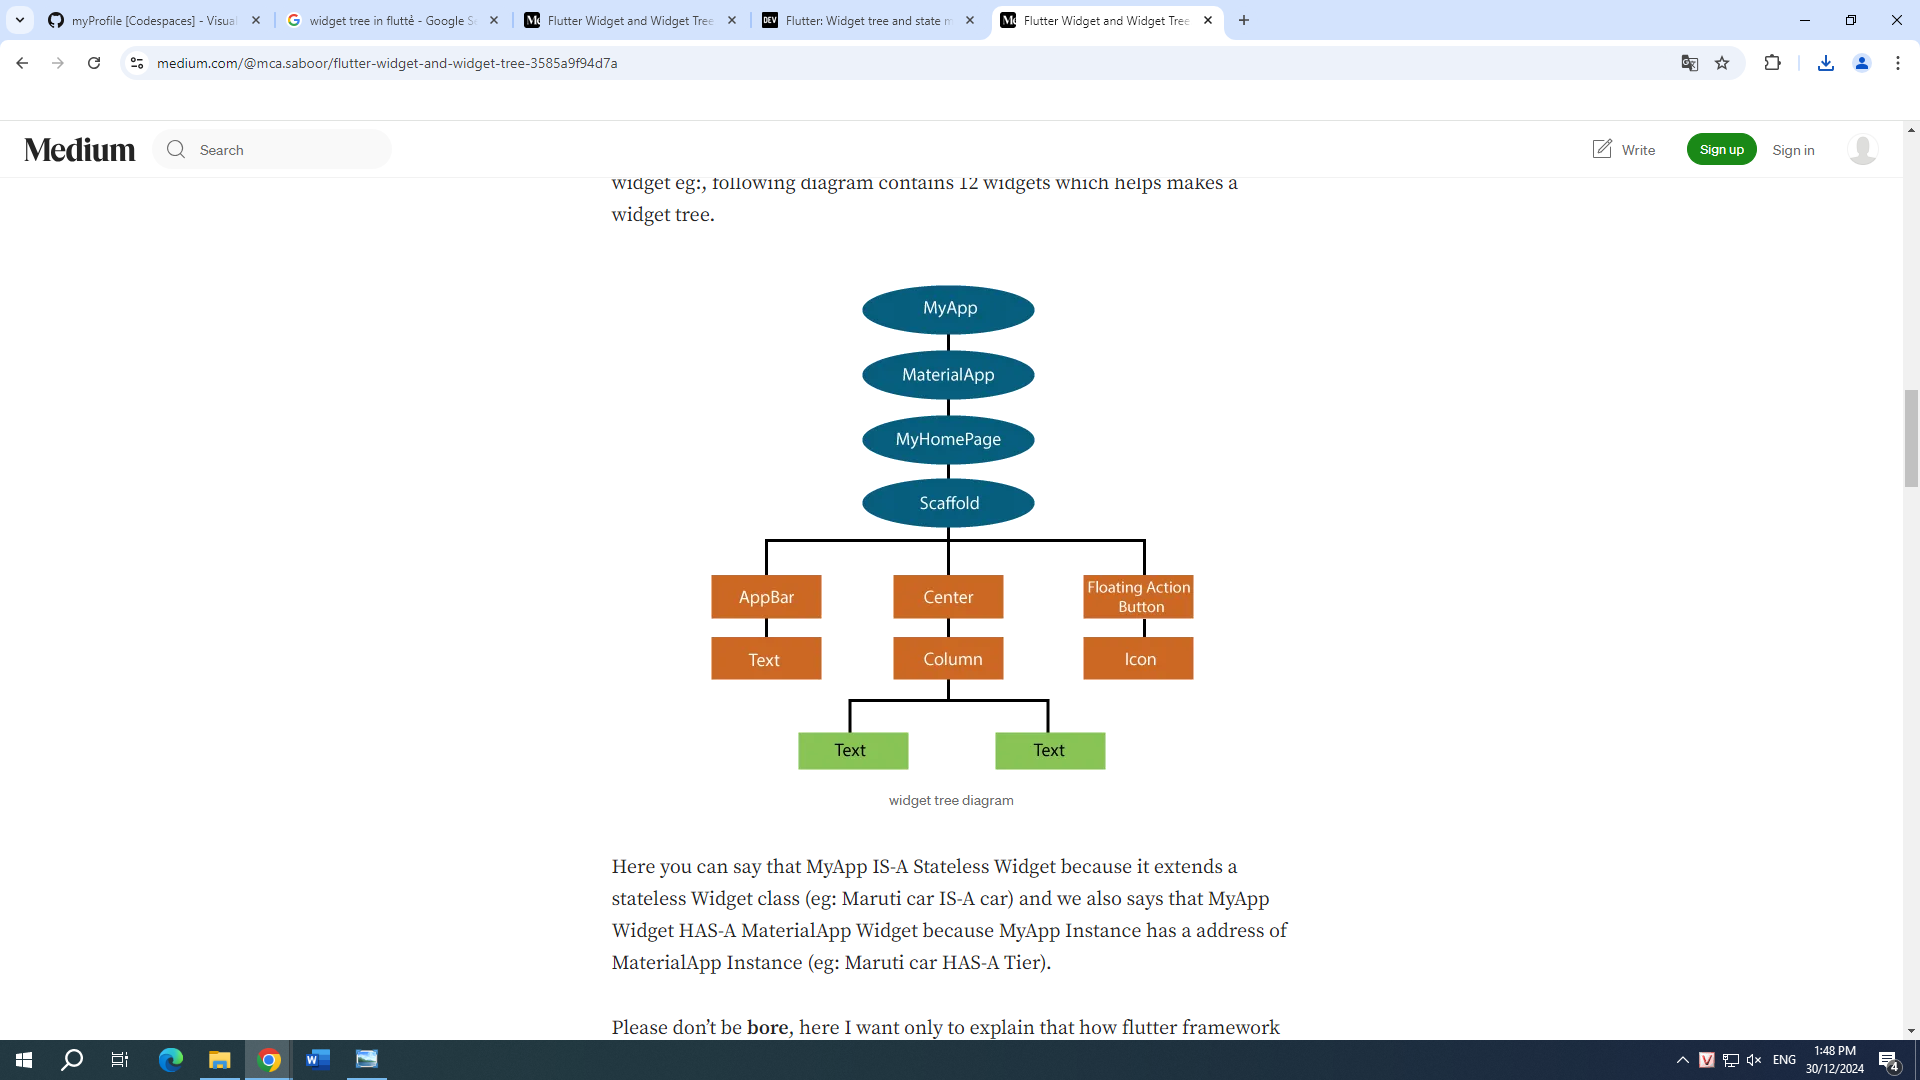 myProfile [Codespaces] - Visual
widget tree in fluttẻ - Google Se
Flutter Widget and Widget Tree
DEV
Flutter: Widget tree and state m
Flutter Widget and Widget Tree
medium.com/@mca.saboor/flutter-widget-and-widget-tree-3585a9f94d7a
Medium
Search
Write
Sign up
Sign in
widget eg:, following diagram contains 12 widgets which helps makes a
widget tree.
MyApp
MaterialApp
MyHomePage
Scaffold
AppBar
Center
Floating Action
Button
Text
Column
Icon
Text
Text
widget tree diagram
Here you can say that MyApp IS-A Stateless Widget because it extends a
stateless Widget class (eg: Maruti car IS-A car) and we also says that MyApp
Widget HAS-A MaterialApp Widget because MyApp Instance has a address of
MaterialApp Instance (eg: Maruti car HAS-A Tier).
Please don’t be bore, here I want only to explain that how flutter framework
ENG
1:48 PM
30/12/2024
4